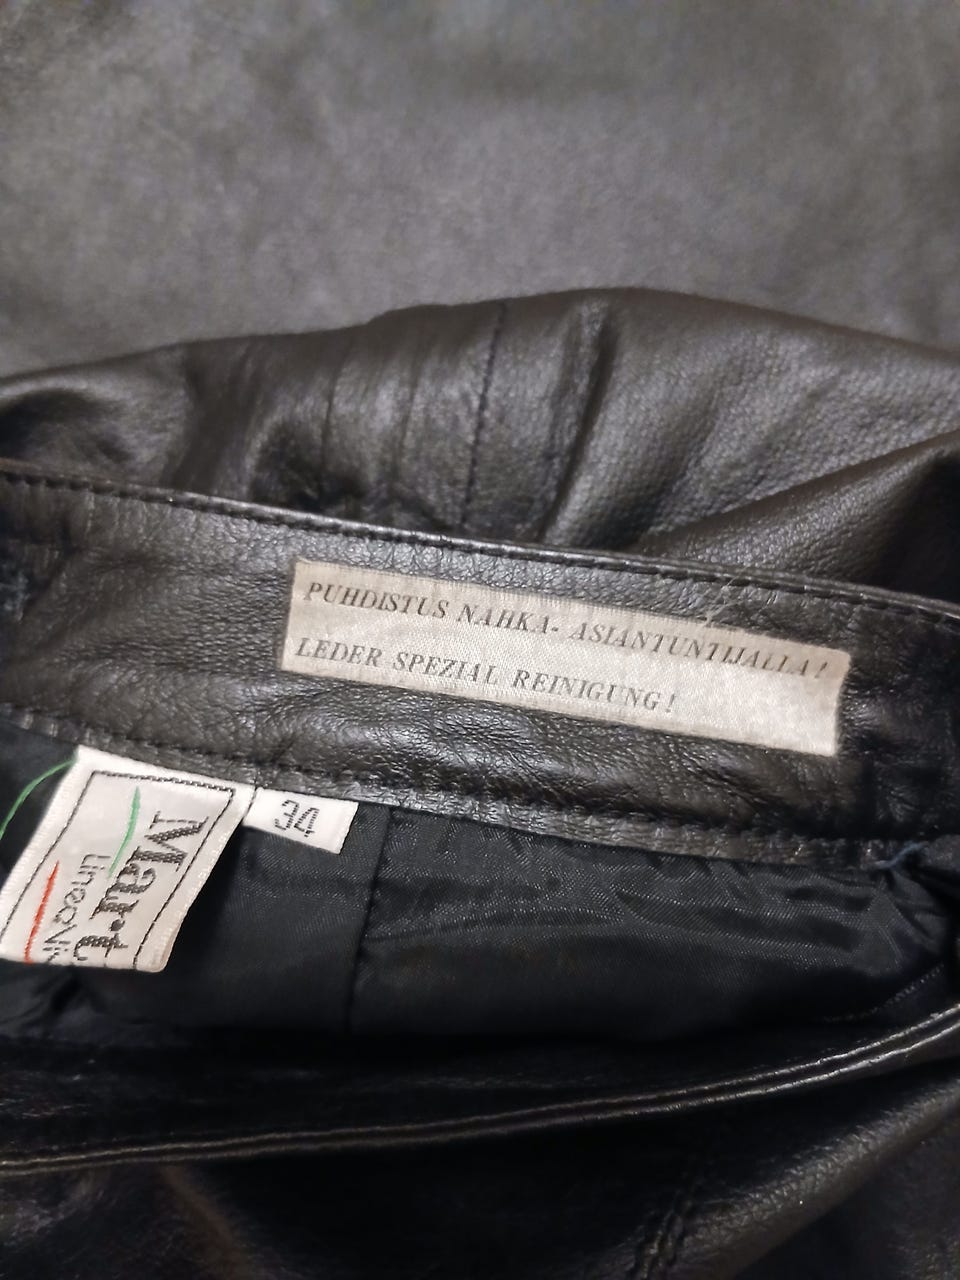 PUHDISTUS NAHKA- ASIANTUNTIJALLA!
LEDER SPEZIAL REINIGUNG!
34